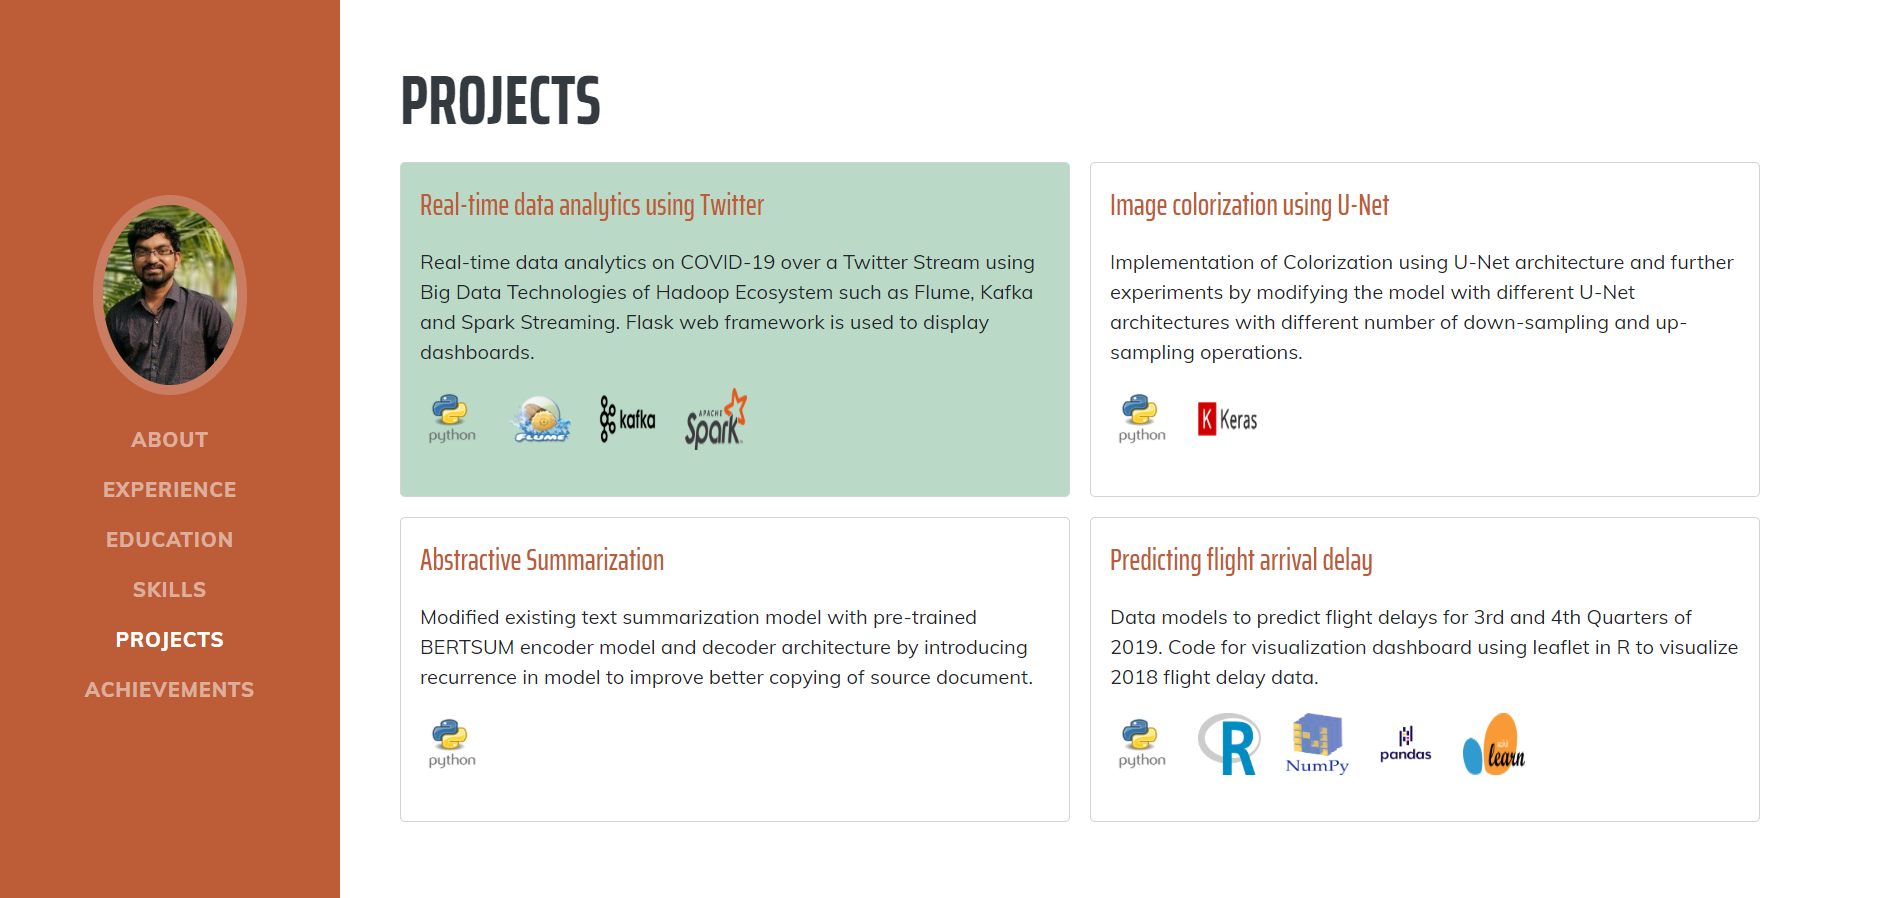 ABOUT
EXPERIENCE
EDUCATION
SKILLS
PROJECTS
ACHIEVEMENTS
PROJECTS
Real-time data analytics using Twitter
Real-time data analytics on COVID-19 over a Twitter Stream using
Big Data Technologies of Hadoop Ecosystem such as Flume, Kafka
and Spark Streaming. Flask web framework is used to display
dashboards.
python
FLUME
kafka
APACHE
Spark
Image colorization using U-Net
Implementation of Colorization using U-Net architecture and further
experiments by modifying the model with different U-Net
architectures with different number of down-sampling and up-
sampling operations.
python
K Keras
Abstractive Summarization
Modified existing text summarization model with pre-trained
BERTSUM encoder model and decoder architecture by introducing
recurrence in model to improve better copying of source document.
python
Predicting flight arrival delay
Data models to predict flight delays for 3rd and 4th Quarters of
2019. Code for visualization dashboard using leaflet in R to visualize
2018 flight delay data.
python
R
NumPy
pandas
learn